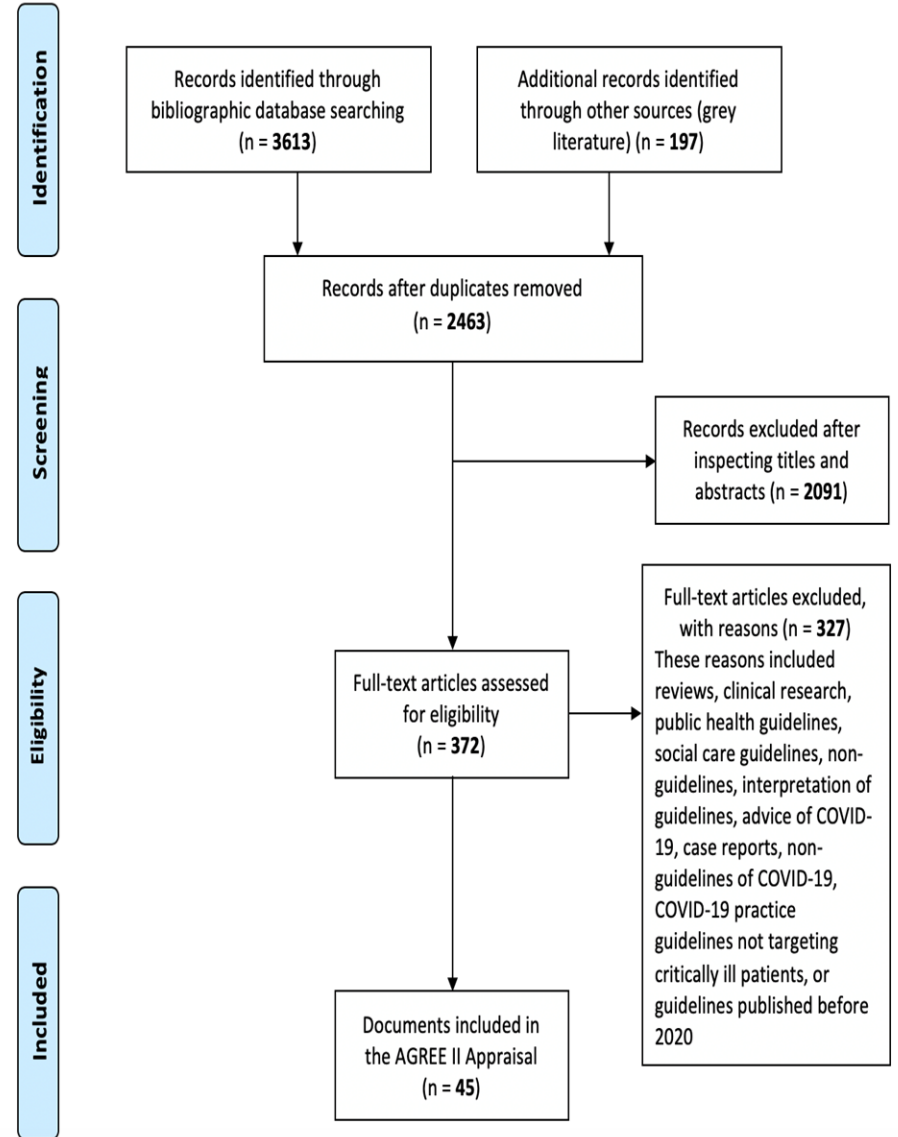 Identification
Records identified through
bibliographic database searching
(n = 3613)
Additional records identified
through other sources (grey
literature) (n = 197)
Records after duplicates removed
(n = 2463)
Screening
Records excluded after
inspecting titles and
abstracts (n = 2091)
Eligibility
Full-text articles assessed
for eligibility
(n = 372)
Full-text articles excluded,
with reasons (n = 327)
These reasons included
reviews, clinical research,
public health guidelines,
social care guidelines, non-
guidelines, interpretation of
guidelines, advice of COVID-
19, case reports, non-
guidelines of COVID-19,
COVID-19 practice
guidelines not targeting
critically ill patients, or
guidelines published before
2020
Included
Documents included in
the AGREE II Appraisal
(n = 45)